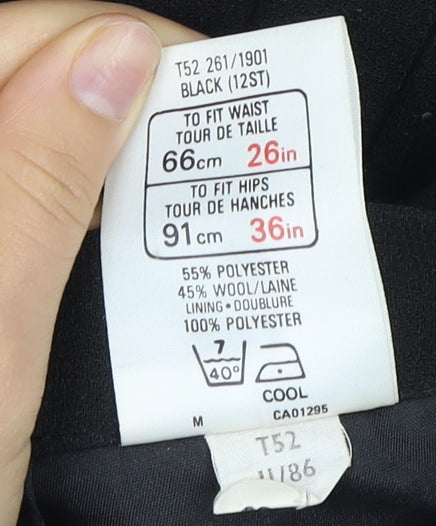 T52 261/1901
BLACK (12ST)
TO FIT WAIST
TOUR DE TAILLE
66cm 26in
TO FIT HIPS
TOUR DE HANCHES
91cm 36in
55% POLYESTER
45% WOOL/LAINE
LINING • DOUBLURE
100% POLYESTER
7
40°
COOL
M CA01295
T52
/86